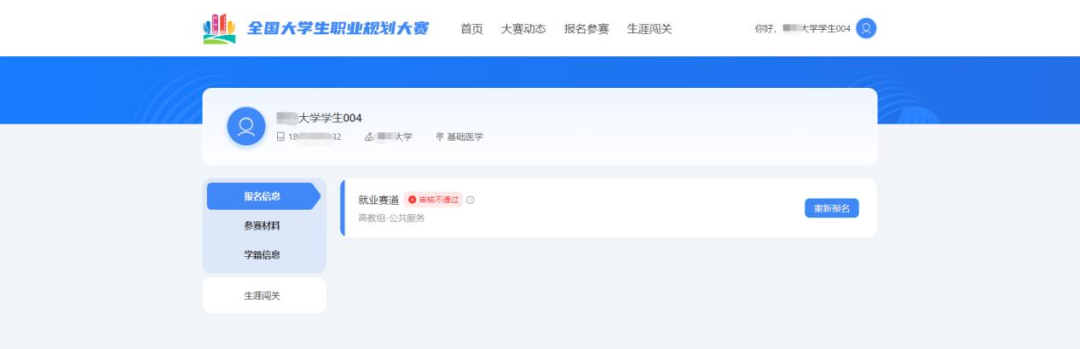 全国大学生职业规划大赛 首页 大赛动态 报名参赛 生涯闯关 你好, 大学学生004
大学学生004
18 32 大学 基础医学
报名信息
就业赛道 审核不通过
高教组-公共服务
重新报名
参赛材料
学籍信息
生涯闯关